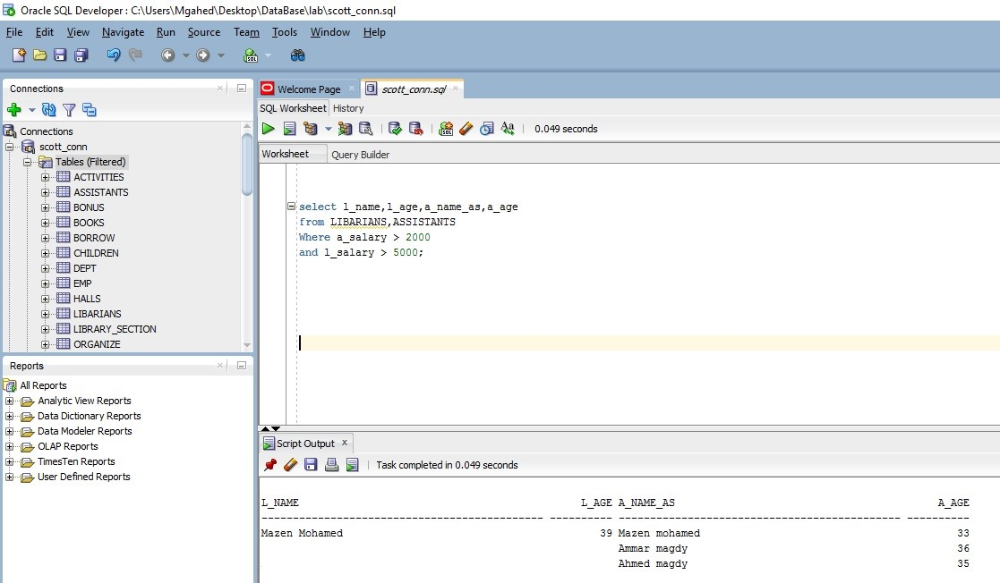 Oracle SQL Developer : C:\Users\Mgahed\Desktop\DataBase\lab\scott_conn.sql
File Edit View Navigate Run Source Team Tools Window Help
Connections
Connections
scott_conn
Tables (Filtered)
ACTIVITIES
ASSISTANTS
BONUS
BOOKS
BORROW
CHILDREN
DEPT
EMP
HALLS
LIBARIANS
LIBRARY_SECTION
ORGANIZE
Reports
All Reports
Analytic View Reports
Data Dictionary Reports
Data Modeler Reports
OLAP Reports
TimesTen Reports
User Defined Reports
Welcome Page scott_conn.sql
SQL Worksheet History
0.049 seconds
Worksheet Query Builder
select l_name,l_age,a_name_as,a_age
from LIBARIANS,ASSISTANTS
Where a_salary > 2000
and l_salary > 5000;
Script Output
Task completed in 0.049 seconds
L_NAME L_AGE A_NAME_AS A_AGE
--------------------------------------------- ---------- --------------------------------------------- ----------
Mazen Mohamed 39 Mazen mohamed 33
Ammar magdy 36
Ahmed magdy 35